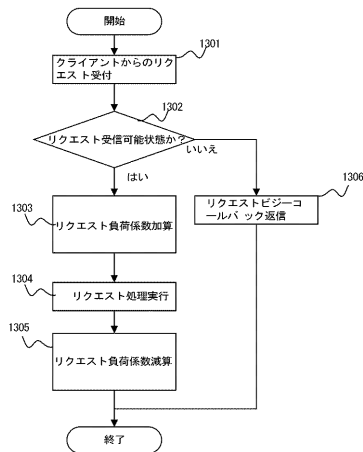 開始
1301
クライアントからのリク
エスト受付
1302
リクエスト受信可能状態か?
いいえ
はい
1303
リクエスト負荷係数加算
1306
リクエストビジーコ
ールバック返信
1304
リクエスト処理実行
1305
リクエスト負荷係数減算
終了